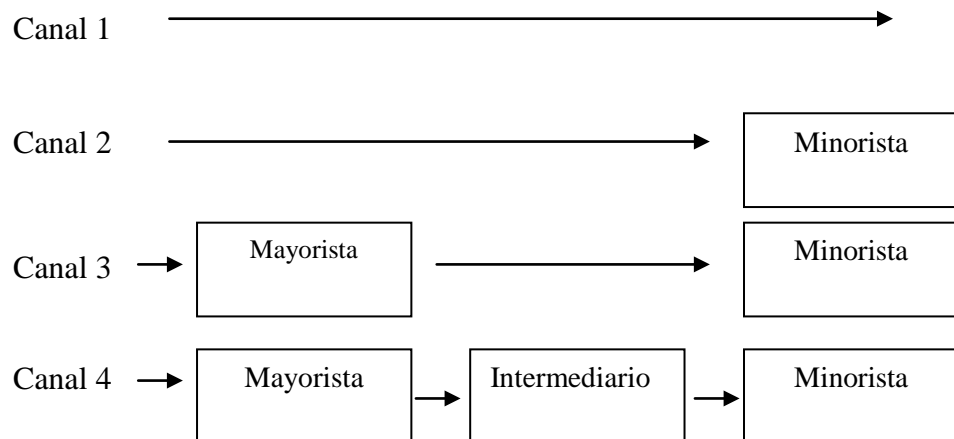 Canal 1
Canal 2 Minorista
Canal 3 Mayorista Minorista
Canal 4 Mayorista Intermediario Minorista